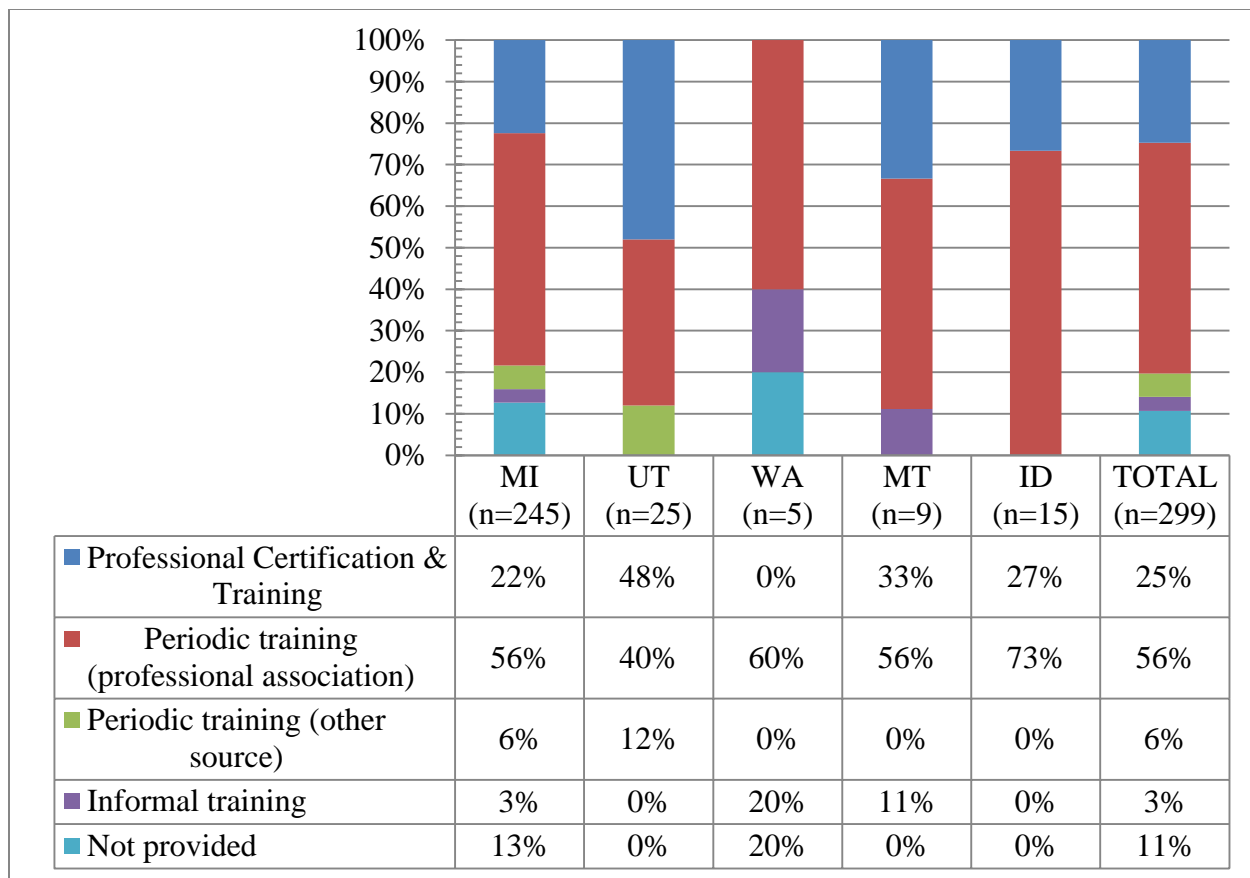 100%
90%
80%
70%
60%
50%
40%
30%
20%
10%
0%
MI UT WA MT ID TOTAL
(n=245) (n=25) (n=5) (n=9) (n=15) (n=299)
Professional Certification &
Training 22% 48% 0% 33% 27% 25%
Periodic training
(professional association) 56% 40% 60% 56% 73% 56%
Periodic training (other
source) 6% 12% 0% 0% 0% 6%
Informal training 3% 0% 20% 11% 0% 3%
Not provided 13% 0% 20% 0% 0% 11%